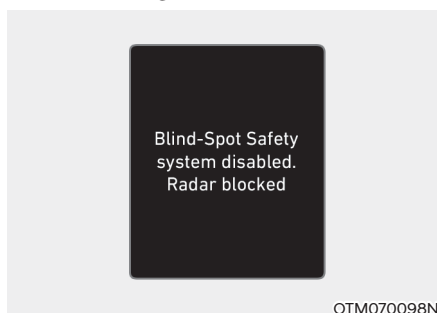 Blind-Spot Safety
system disabled.
Radar blocked
OTM070098N